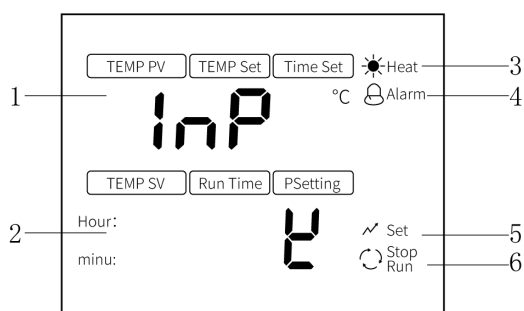 TEMP PV TEMP Set Time Set Heat 3
1 °C Alarm 4
InP
TEMP SV Run Time PSetting
Hour:
2 Set 5
minu:
Stop
Run 6